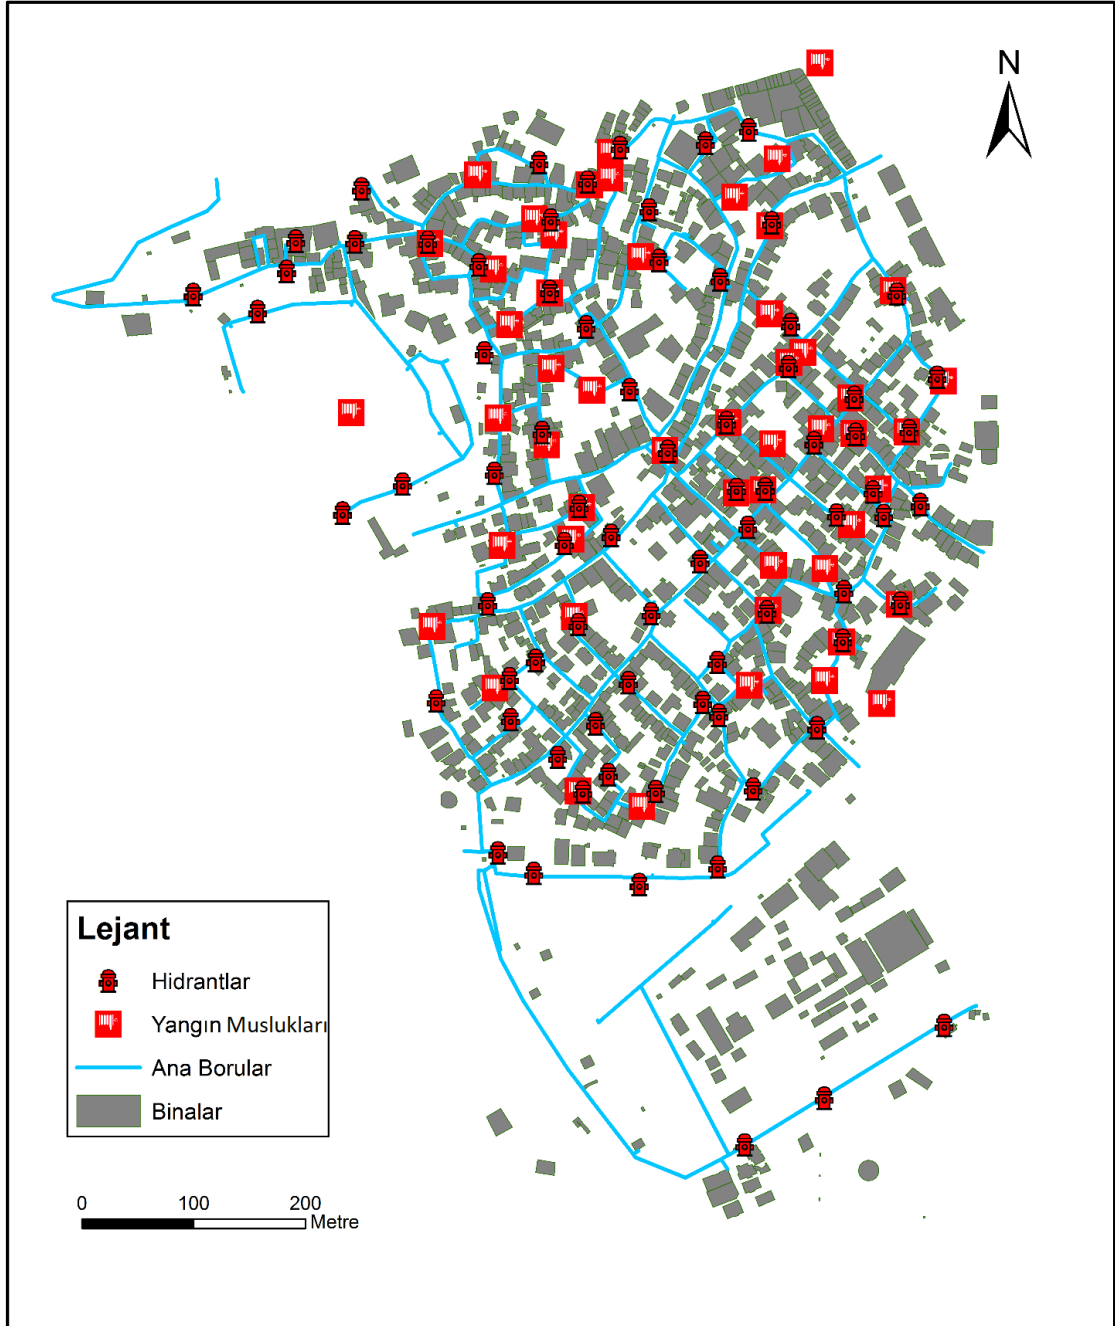 N
Lejant
Hidrantlar
Yangın Muslukları
Ana Borular
Binalar
0 100 200
Metre